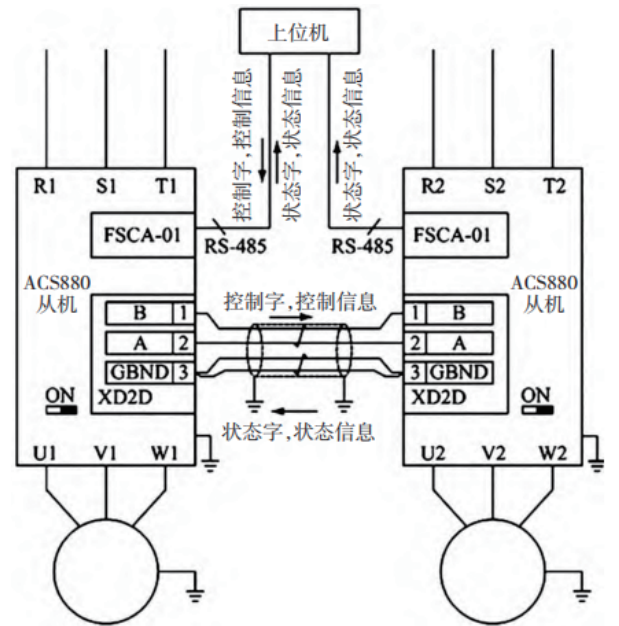 上位机
控制字,控制信息
状态字,状态信息
状态字,状态信息
R1 S1 T1
R2 S2 T2
FSCA-01
RS-485
RS-485
FSCA-01
ACS880
从机
ACS880
从机
控制字,控制信息
B 1
1 B
A 2
2 A
GBND 3
3 GBND
ON
XD2D
XD2D
ON
状态字,状态信息
U1 V1 W1
U2 V2 W2